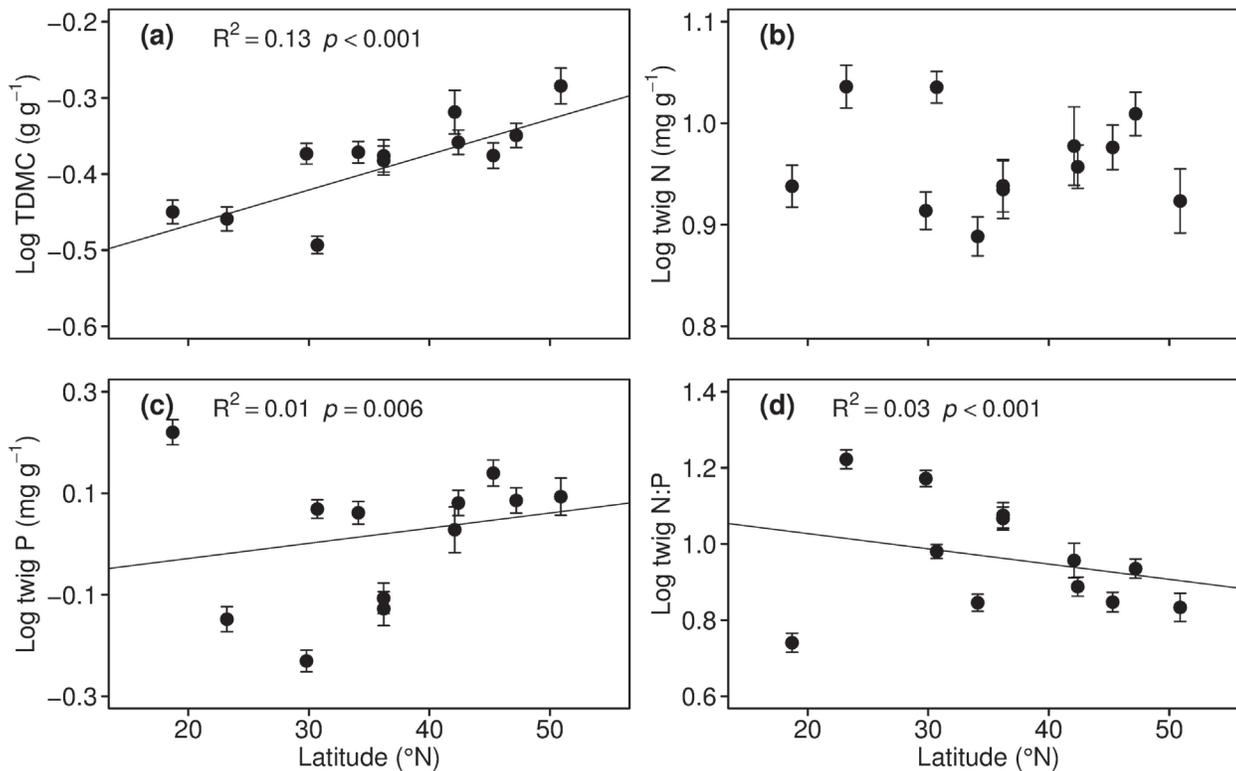 (a) R² = 0.13 p < 0.001
Log TDMC (g g⁻¹)
−0.2
−0.3
−0.4
−0.5
−0.6
(b)
Log twig N (mg g⁻¹)
1.1
1.0
0.9
0.8
(c) R² = 0.01 p = 0.006
Log twig P (mg g⁻¹)
0.3
0.1
−0.1
−0.3
20 30 40 50
Latitude (°N)
(d) R² = 0.03 p < 0.001
Log twig N:P
1.4
1.2
1.0
0.8
0.6
20 30 40 50
Latitude (°N)